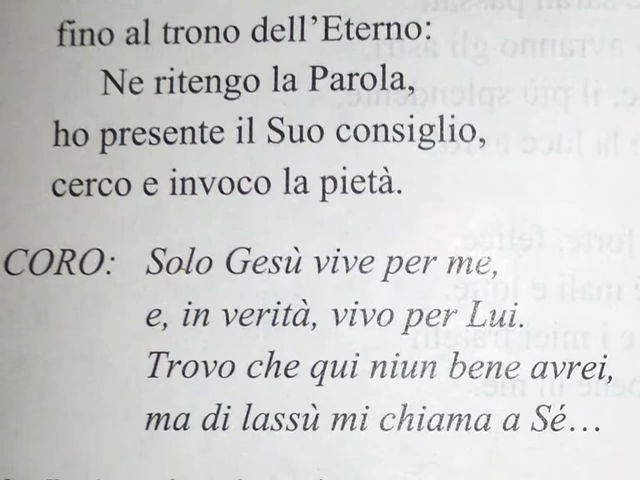 fino al trono dell'Eterno:
Ne ritengo la Parola,
ho presente il Suo consiglio,
cerco e invoco la pietà.
CORO: Solo Gesù vive per me,
e, in verità, vivo per Lui.
Trovo che qui niun bene avrei,
ma di lassù mi chiama a Sé...